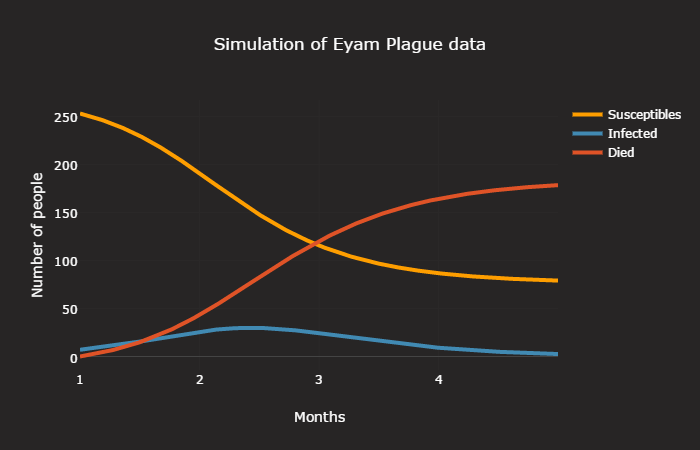 Simulation of Eyam Plague data
Susceptibles
Infected
Died
Number of people
250
200
150
100
50
0
1 2 3 4
Months